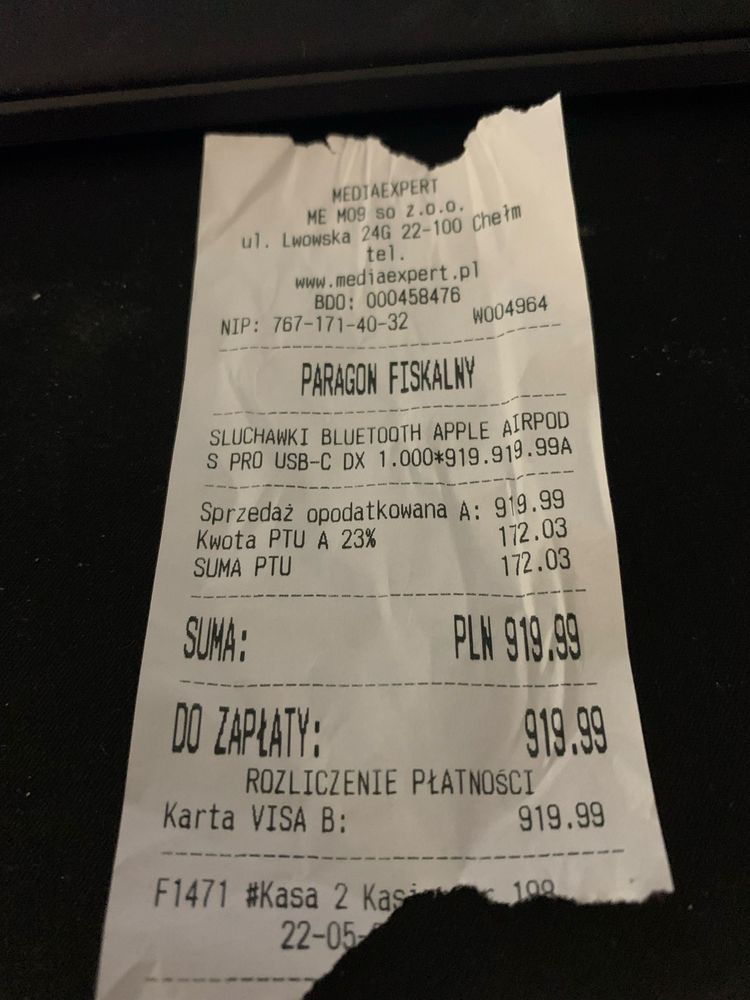 MEDIAEXPERT
ME M09 so z.o.o.
ul. Lwowska 24G 22-100 Chełm
tel.
www.mediaexpert.pl
BDO: 000458476
NIP: 767-171-40-32 W004964
PARAGON FISKALNY
SLUCHAWKI BLUETOOTH APPLE AIRPOD
S PRO USB-C DX 1.000*919.919.99A
Sprzedaż opodatkowana A: 919.99
Kwota PTU A 23% 172.03
SUMA PTU 172.03
SUMA: PLN 919.99
DO ZAPŁATY: 919.99
ROZLICZENIE PŁATNOŚCI
Karta VISA B: 919.99
F1471 #Kasa 2 198
22-05-